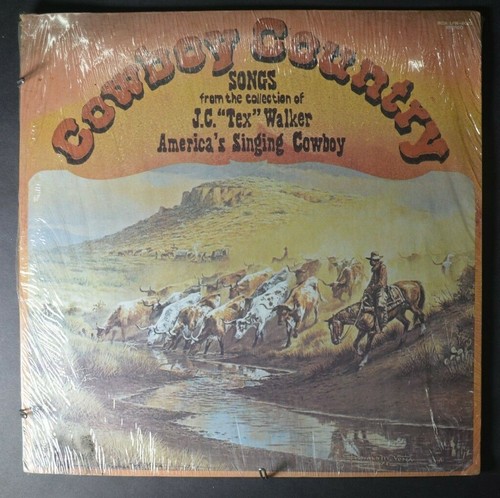 Cowboy Country
SONGS
from the collection of
J.C. "Tex" Walker
America's Singing Cowboy